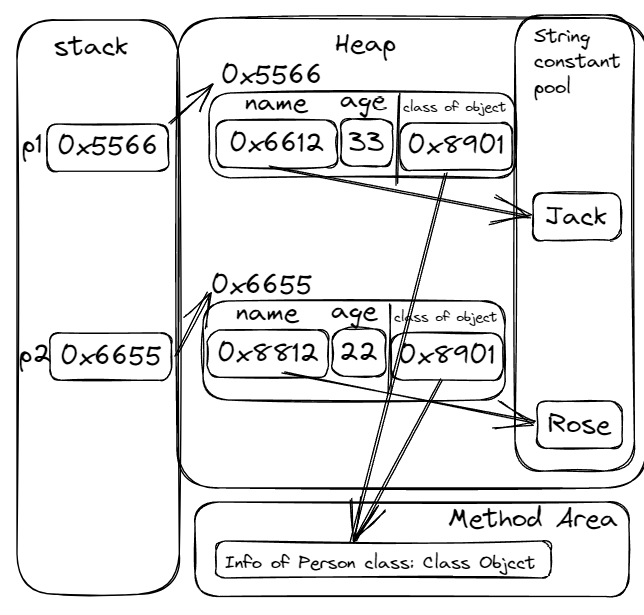 stack
Heap
String
constant
pool
0x5566
name age class of object
p1 0x5566
0x6612 33 0x8901
Jack
0x6655
name age class of object
p2 0x6655
0x8812 22 0x8901
Rose
Method Area
Info of Person class: Class Object